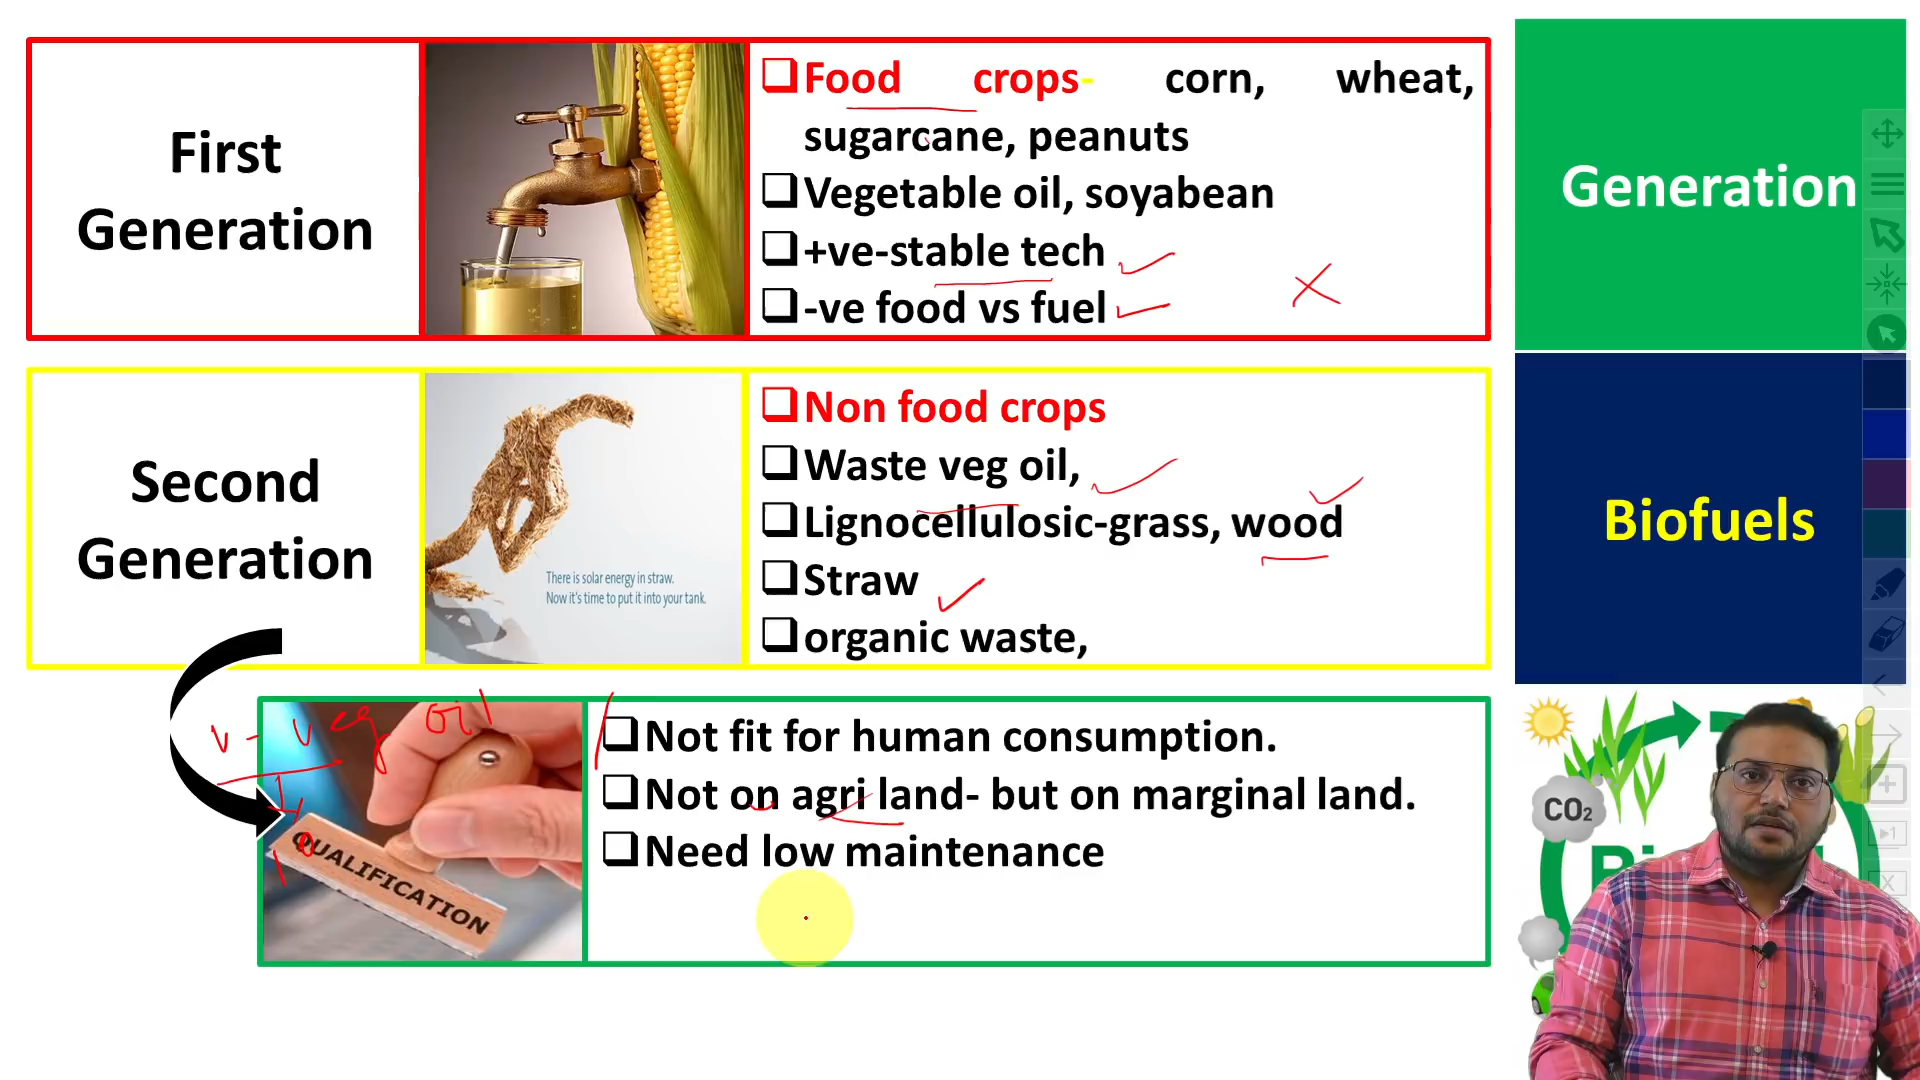 First
Generation
Food crops- corn, wheat,
sugarcane, peanuts
Vegetable oil, soyabean
+ve-stable tech
-ve food vs fuel
Generation
Second
Generation
There is solar energy in straw.
Now it's time to put it into your tank.
Non food crops
Waste veg oil,
Lignocellulosic-grass, wood
Straw
organic waste,
Biofuels
v - veg oil
QUALIFICATION
Not fit for human consumption.
Not on agri land- but on marginal land.
Need low maintenance
CO2